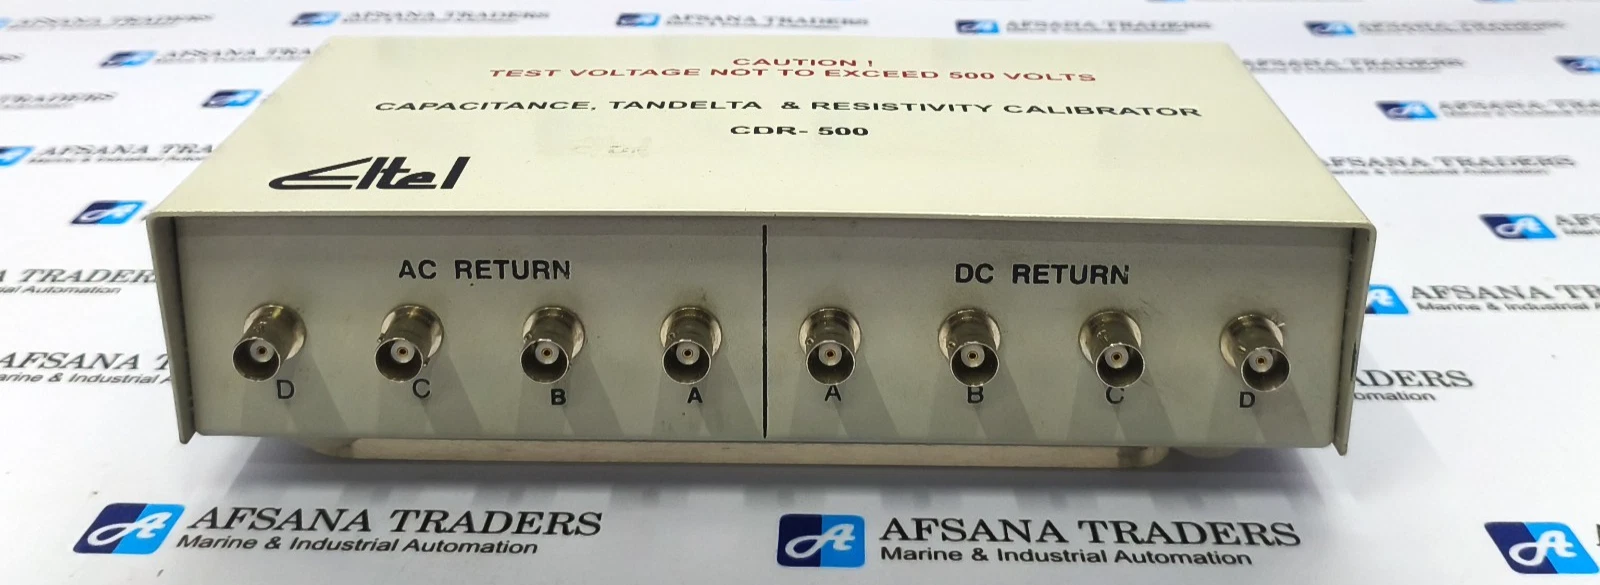 CAUTION !
TEST VOLTAGE NOT TO EXCEED 500 VOLTS
CAPACITANCE, TANDELTA & RESISTIVITY CALIBRATOR
CDR- 500
Eltel
AC RETURN
DC RETURN
D C B A A B C D
AFSANA TRADERS
Marine & Industrial Automation
AFSANA TRADERS
Marine & Industrial Automation